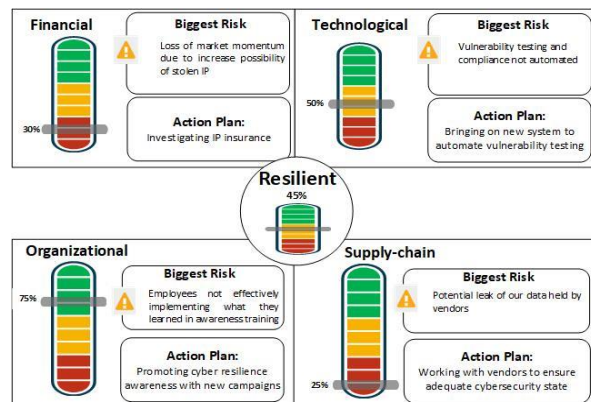 Financial
Biggest Risk
Loss of market momentum
due to increase possibility
of stolen IP
30%
Action Plan:
Investigating IP insurance
Technological
Biggest Risk
Vulnerability testing and
compliance not automated
50%
Action Plan:
Bringing on new system to
automate vulnerability testing
Resilient
45%
Organizational
Biggest Risk
75%
Employees not effectively
implementing what they
learned in awareness training
Action Plan:
Promoting cyber resilience
awareness with new campaigns
Supply-chain
Biggest Risk
Potential leak of our data held by
vendors
Action Plan:
Working with vendors to ensure
adequate cybersecurity state
25%